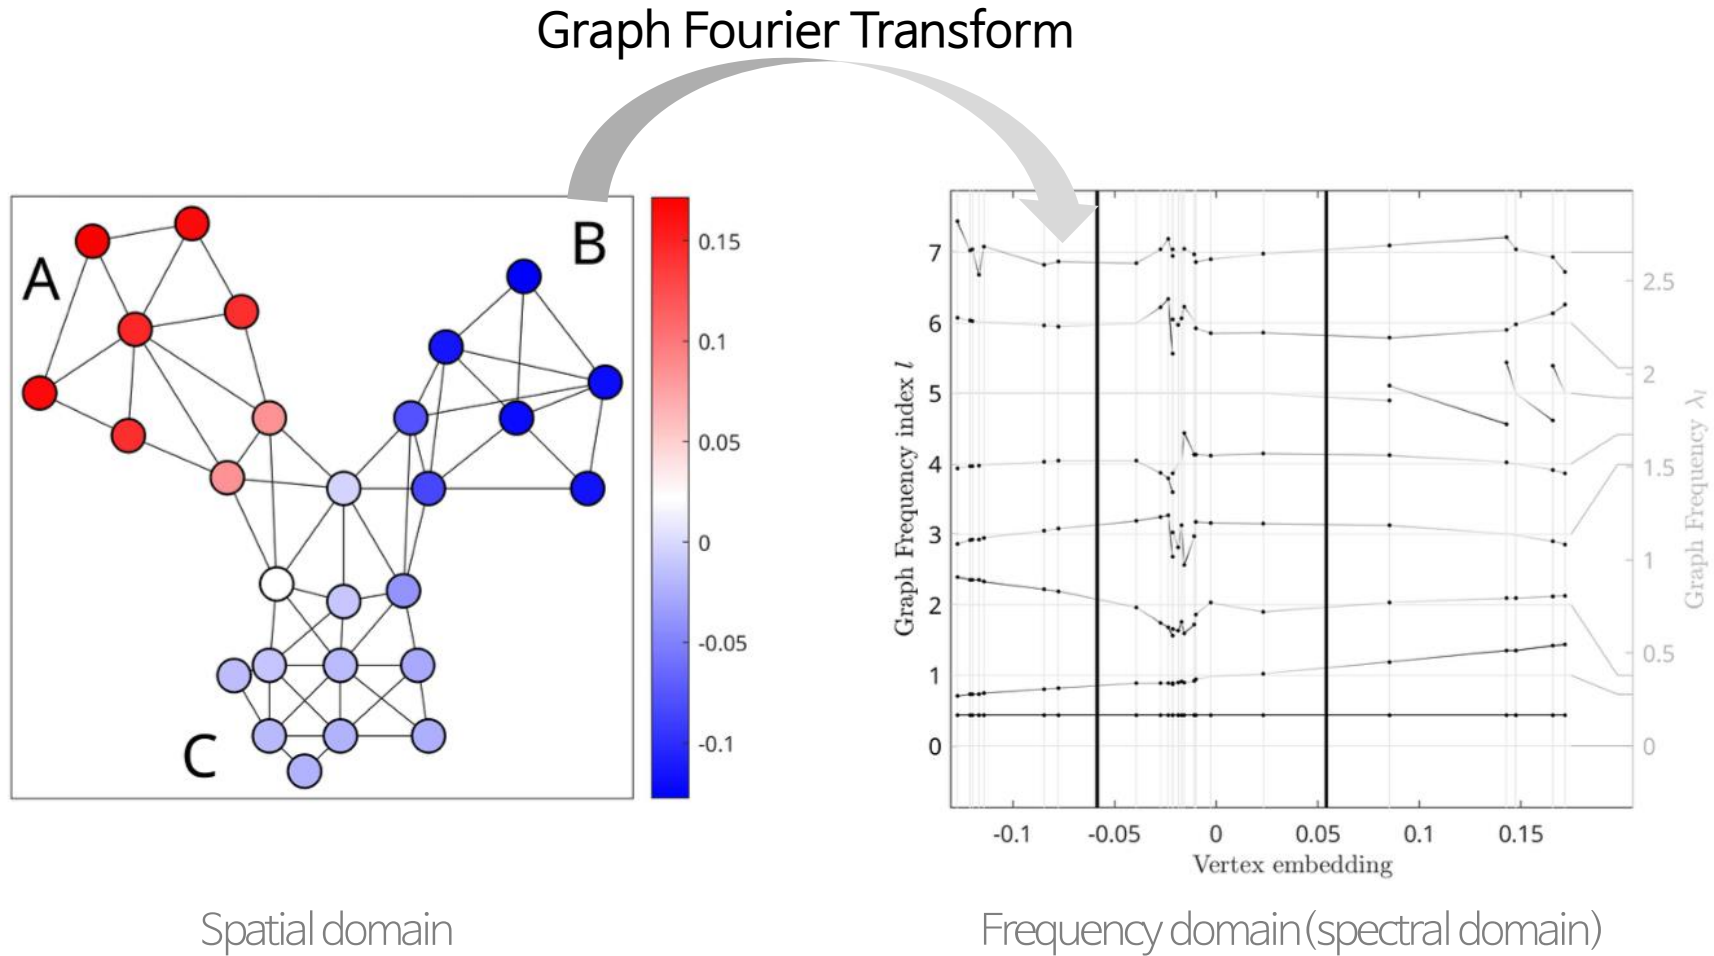 Graph Fourier Transform
A
B
C
0.15
0.1
0.05
0
-0.05
-0.1
Graph Frequency index l
7
6
5
4
3
2
1
0
-0.1
-0.05
0
0.05
0.1
0.15
Vertex embedding
2.5
2
1.5
1
0.5
0
Graph Frequency λl
Spatial domain
Frequency domain (spectral domain)